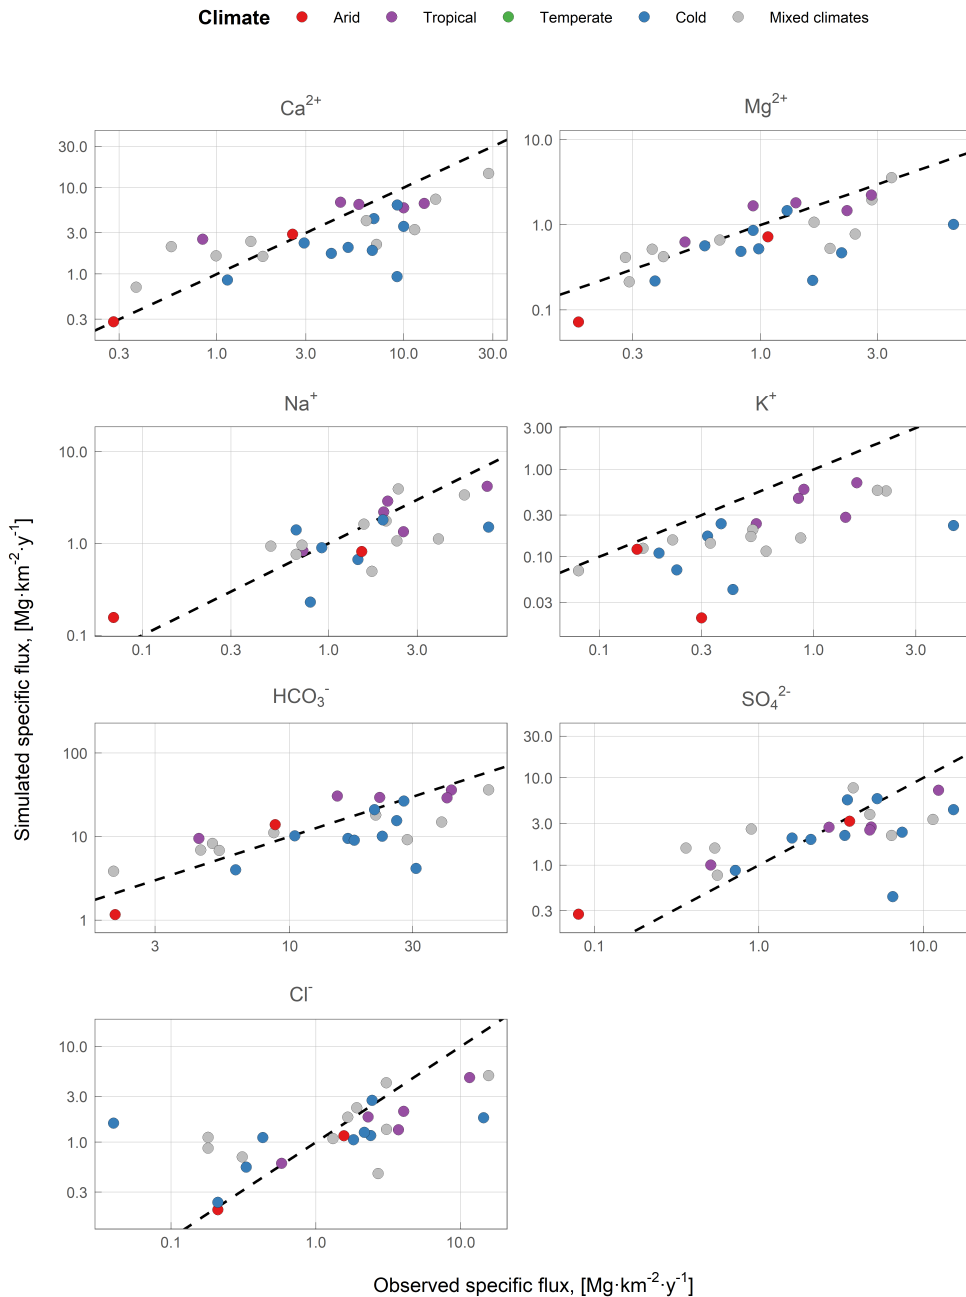 Climate Arid Tropical Temperate Cold Mixed climates
Ca2+
30.0
10.0
3.0
1.0
0.3
0.3 1.0 3.0 10.0 30.0
Mg2+
10.0
1.0
0.1
0.3 1.0 3.0
Na+
10.0
1.0
0.1
0.1 0.3 1.0 3.0
K+
3.00
1.00
0.30
0.10
0.03
0.1 0.3 1.0 3.0
HCO3-
100
10
1
3 10 30
SO42-
30.0
10.0
3.0
1.0
0.3
0.1 1.0 10.0
Cl-
10.0
3.0
1.0
0.3
0.1 1.0 10.0
Simulated specific flux, [Mg·km-2·y-1]
Observed specific flux, [Mg·km-2·y-1]